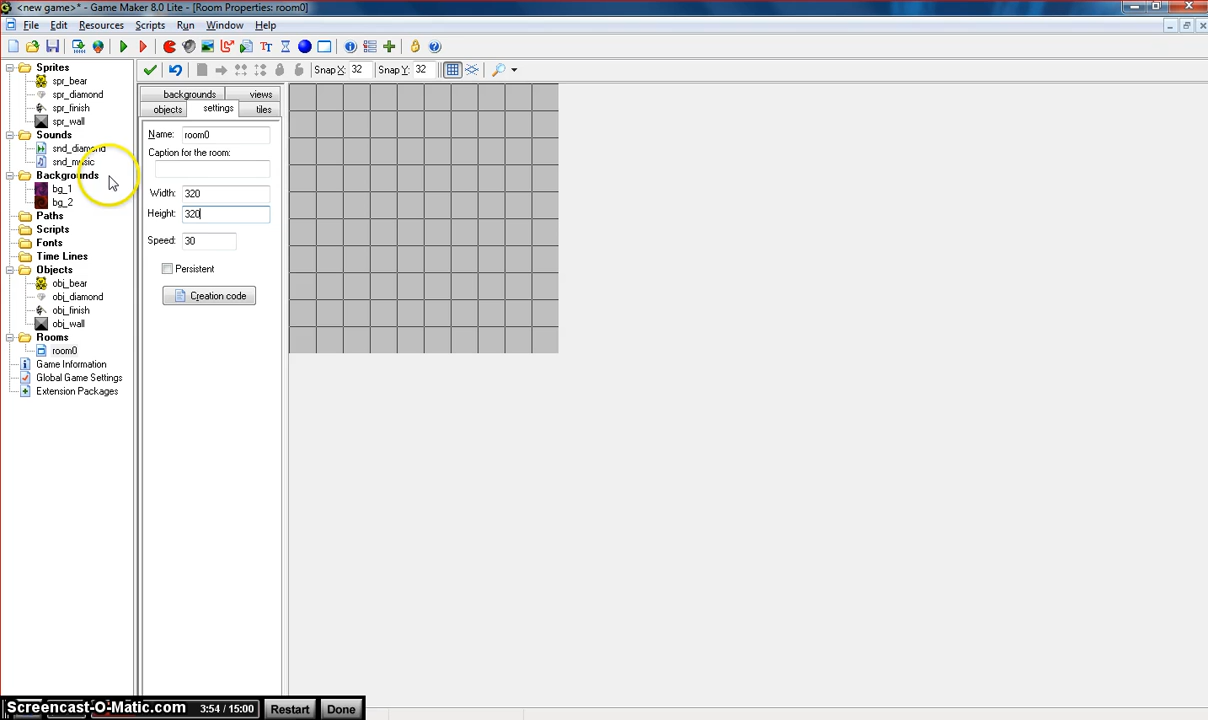 <new game>* - Game Maker 8.0 Lite - [Room Properties: room0]
File Edit Resources Scripts Run Window Help
Snap X: 32 Snap Y: 32
Sprites
spr_bear
spr_diamond
spr_finish
spr_wall
Sounds
snd_diamond
snd_music
Backgrounds
bg_1
bg_2
Paths
Scripts
Fonts
Time Lines
Objects
obj_bear
obj_diamond
obj_finish
obj_wall
Rooms
room0
Game Information
Global Game Settings
Extension Packages
backgrounds views
objects settings tiles
Name: room0
Caption for the room:
Width: 320
Height: 320
Speed: 30
Persistent
Creation code
Screencast-O-Matic.com 3:54 / 15:00 Restart Done